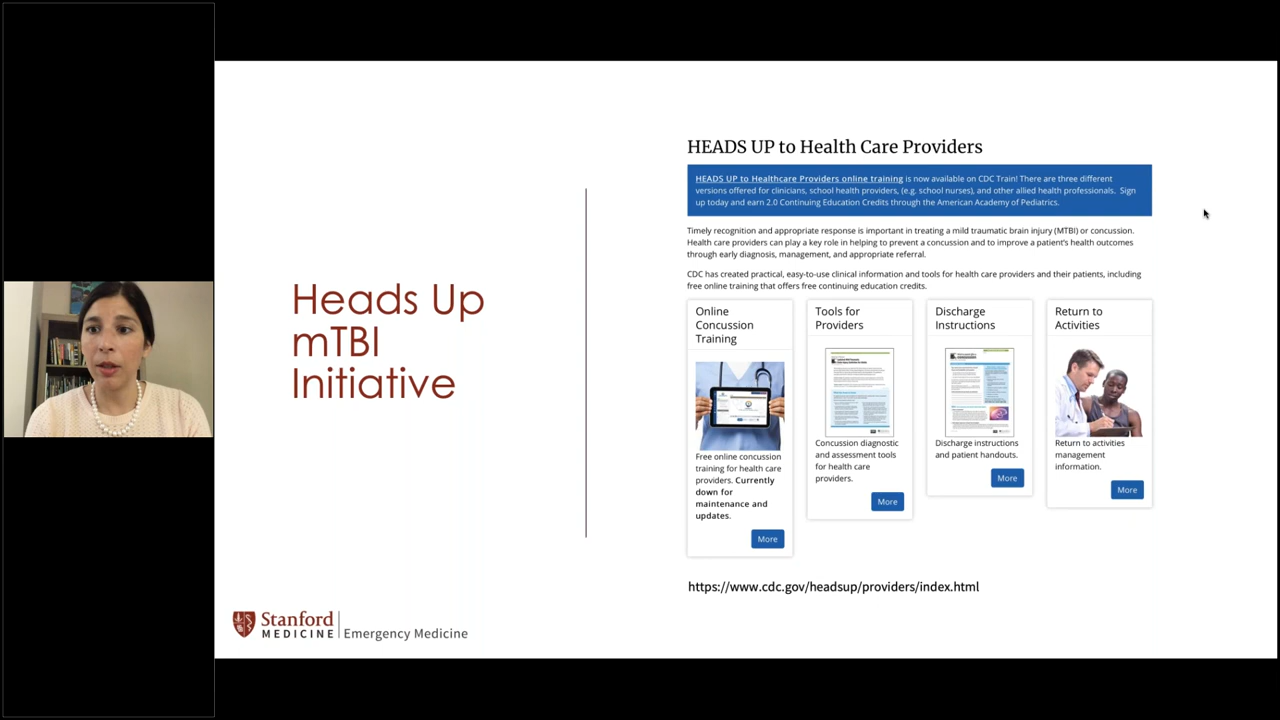 Heads Up
mTBI
Initiative
HEADS UP to Health Care Providers
HEADS UP to Healthcare Providers online training is now available on CDC Train! There are three different
versions offered for clinicians, school health providers, (e.g. school nurses), and other allied health professionals. Sign
up today and earn 2.0 Continuing Education Credits through the American Academy of Pediatrics.
Timely recognition and appropriate response is important in treating a mild traumatic brain injury (MTBI) or concussion.
Health care providers can play a key role in helping to prevent a concussion and to improve a patient's health outcomes
through early diagnosis, management, and appropriate referral.
CDC has created practical, easy-to-use clinical information and tools for health care providers and their patients, including
free online training that offers free continuing education credits.
Online
Concussion
Training
Free online concussion
training for health care
providers. Currently
down for
maintenance and
updates.
More
Tools for
Providers
Concussion diagnostic
and assessment tools
for health care
providers.
More
Discharge
Instructions
Discharge instructions
and patient handouts.
More
Return to
Activities
Return to activities
management
information.
More
https://www.cdc.gov/headsup/providers/index.html
Stanford
MEDICINE
Emergency Medicine